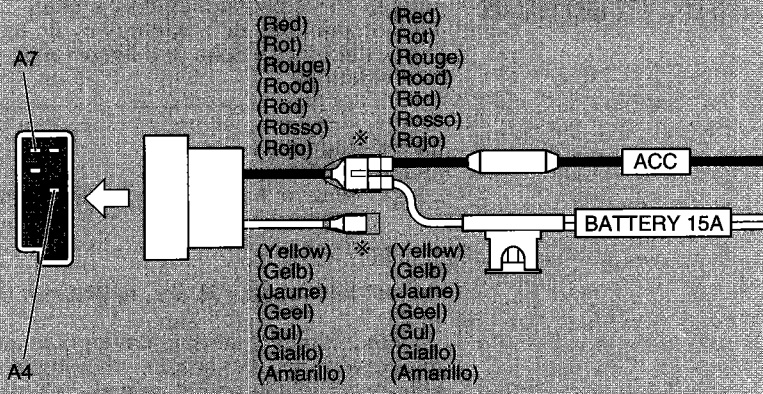 A7
(Red)
(Rot)
(Rouge)
(Rood)
(Röd)
(Rosso)
(Rojo)
※
(Red)
(Rot)
(Rouge)
(Rood)
(Röd)
(Rosso)
(Rojo)
ACC
BATTERY 15A
※
(Yellow)
(Gelb)
(Jaune)
(Geel)
(Gul)
(Giallo)
(Amarillo)
(Yellow)
(Gelb)
(Jaune)
(Geel)
(Gul)
(Giallo)
(Amarillo)
A4